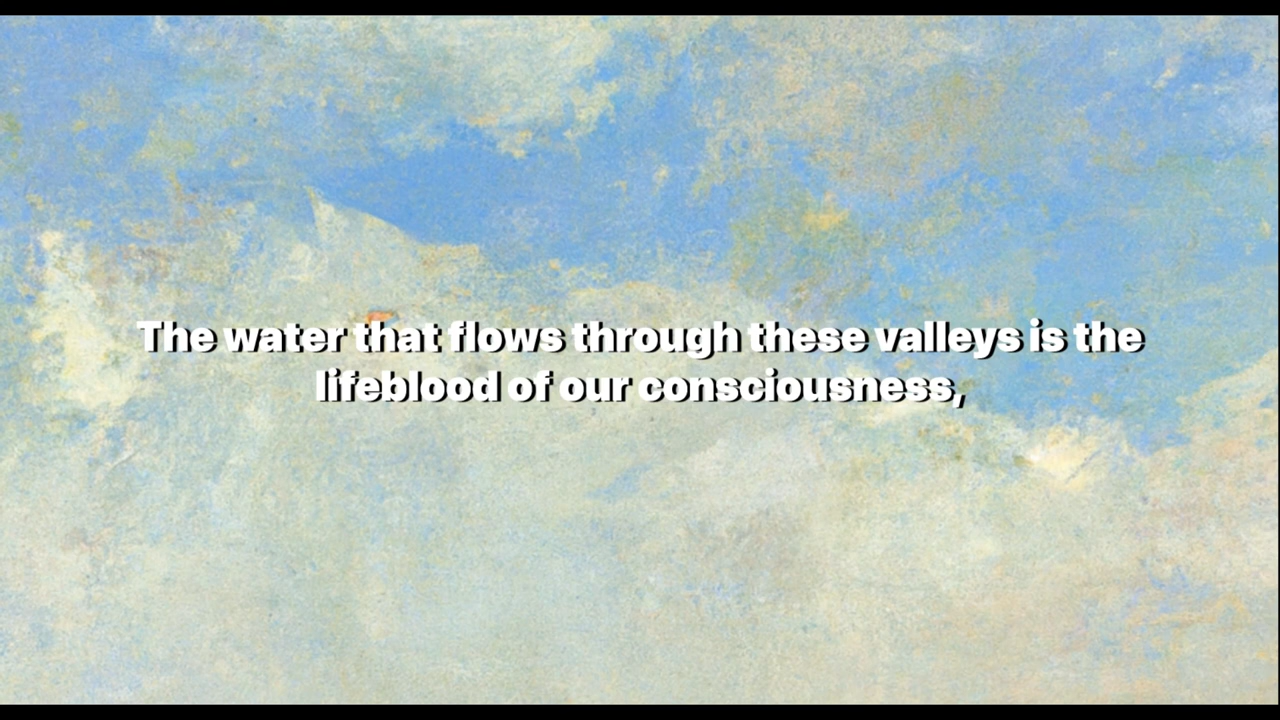 The water that flows through these valleys is the
lifeblood of our consciousness,